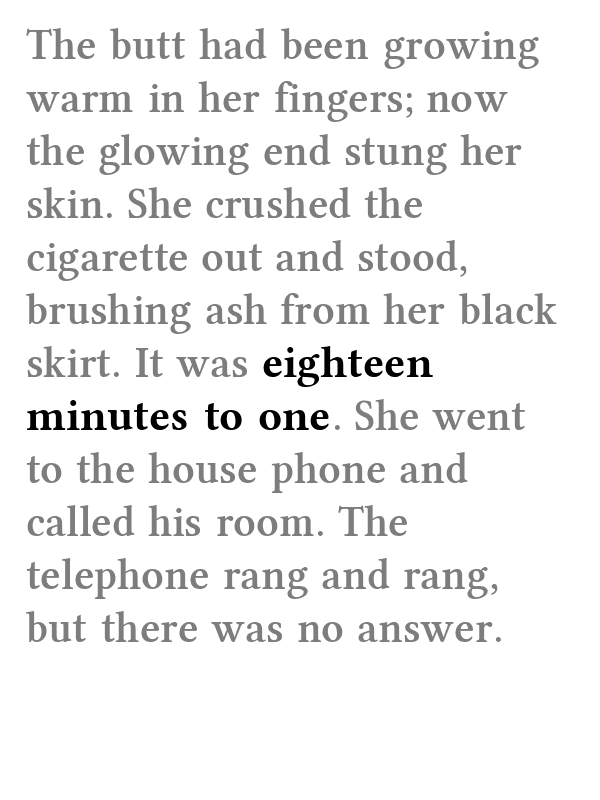 The butt had been growing
warm in her fingers; now
the glowing end stung her
skin. She crushed the
cigarette out and stood,
brushing ash from her black
skirt. It was eighteen
minutes to one. She went
to the house phone and
called his room. The
telephone rang and rang,
but there was no answer.